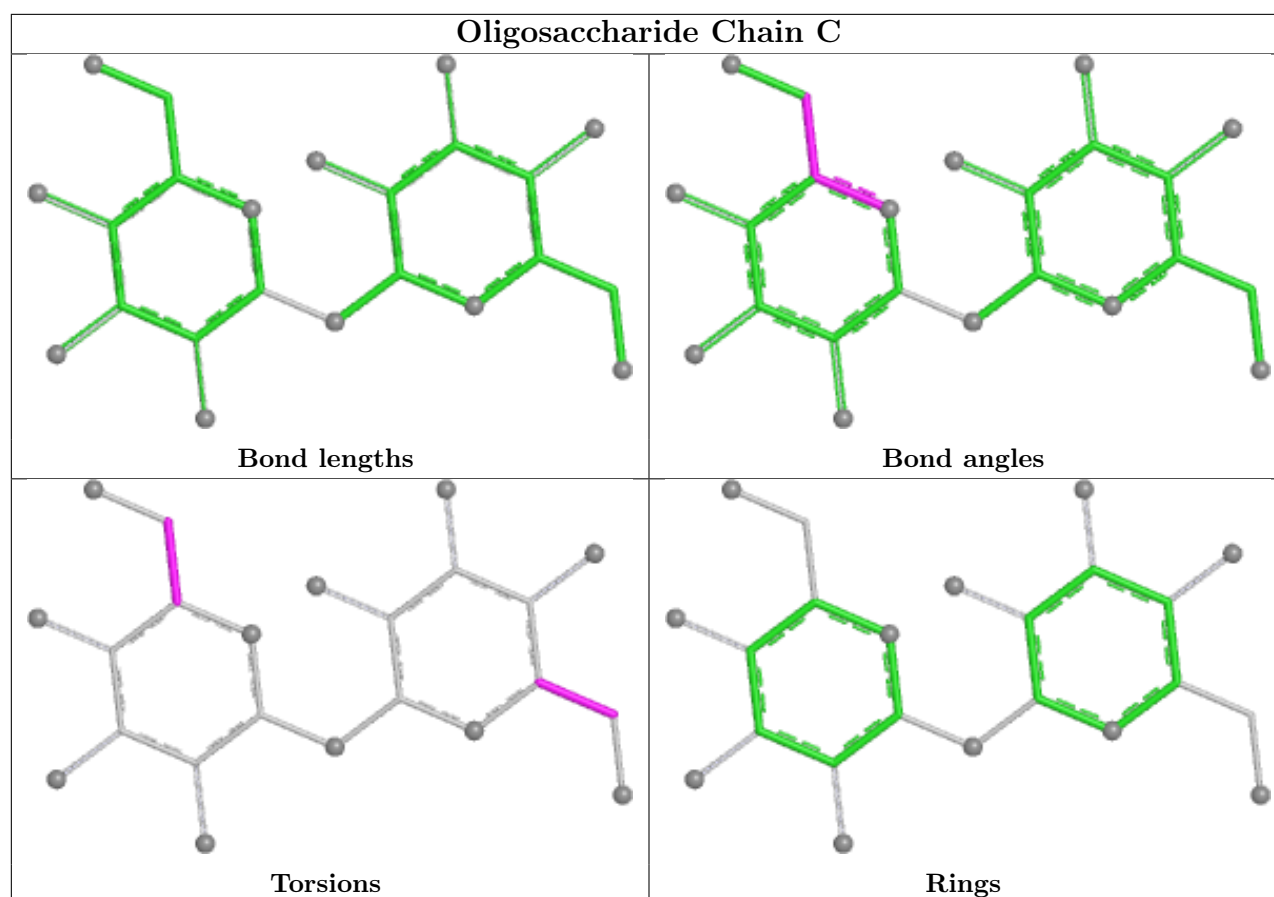 Oligosaccharide Chain C
Bond lengths
Bond angles
Torsions
Rings